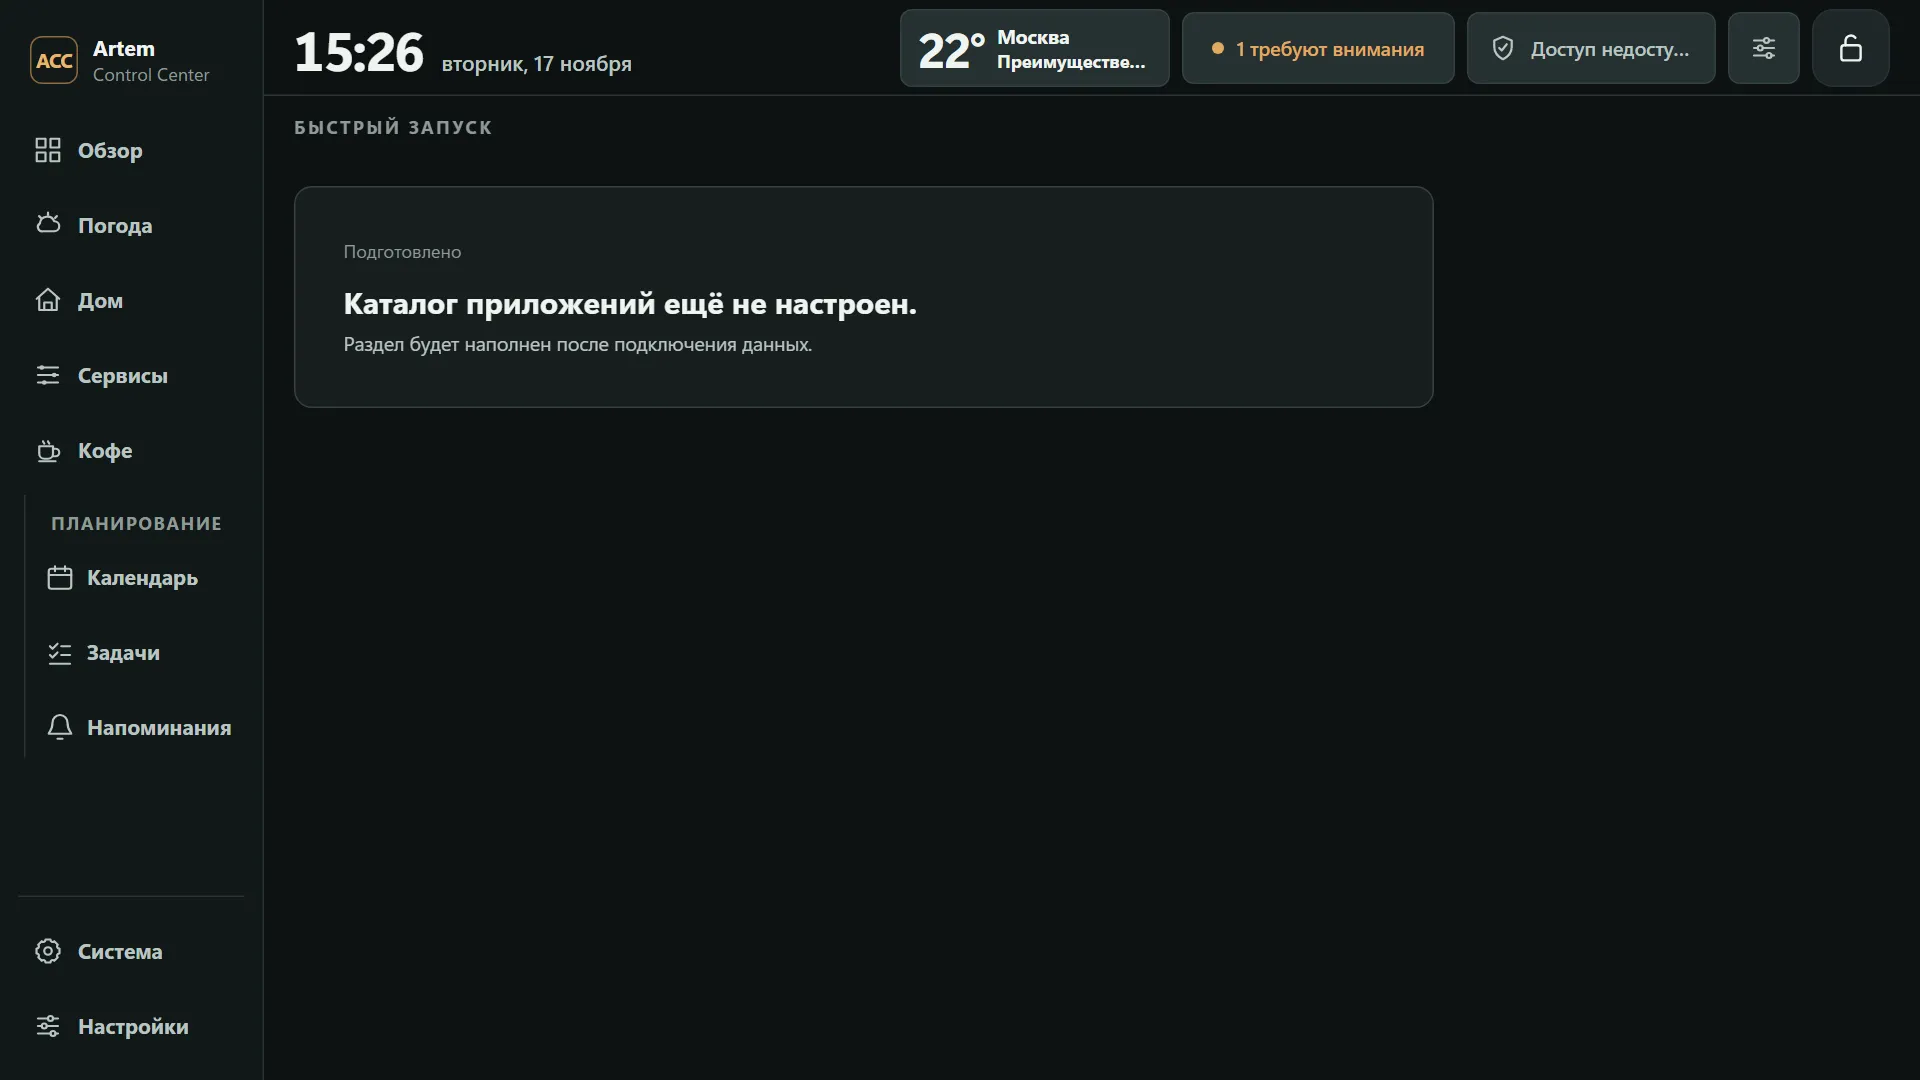 ACC
Artem
Control Center
Обзор
Погода
Дом
Сервисы
Кофе
ПЛАНИРОВАНИЕ
Календарь
Задачи
Напоминания
Система
Настройки
15:26 вторник, 17 ноября
22° Москва
Преимуществе...
1 требуют внимания
Доступ недосту...
БЫСТРЫЙ ЗАПУСК
Подготовлено
Каталог приложений ещё не настроен.
Раздел будет наполнен после подключения данных.